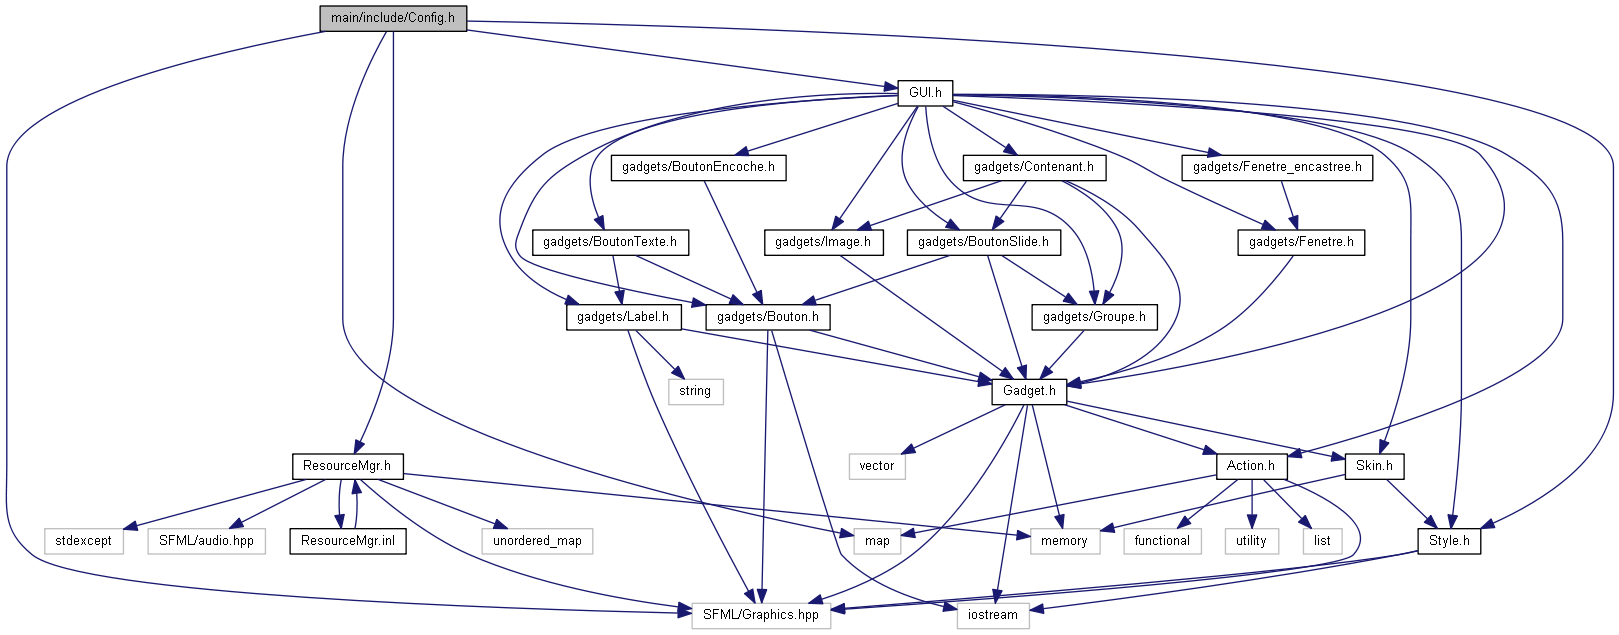 main/include/Config.h
GUI.h
gadgets/BoutonEncoche.h
gadgets/Contenant.h
gadgets/Fenetre_encastree.h
gadgets/BoutonTexte.h
gadgets/Image.h
gadgets/BoutonSlide.h
gadgets/Fenetre.h
gadgets/Label.h
gadgets/Bouton.h
gadgets/Groupe.h
string
Gadget.h
ResourceMgr.h
vector
Action.h
Skin.h
stdexcept
SFML/audio.hpp
ResourceMgr.inl
unordered_map
map
memory
functional
utility
list
Style.h
SFML/Graphics.hpp
iostream